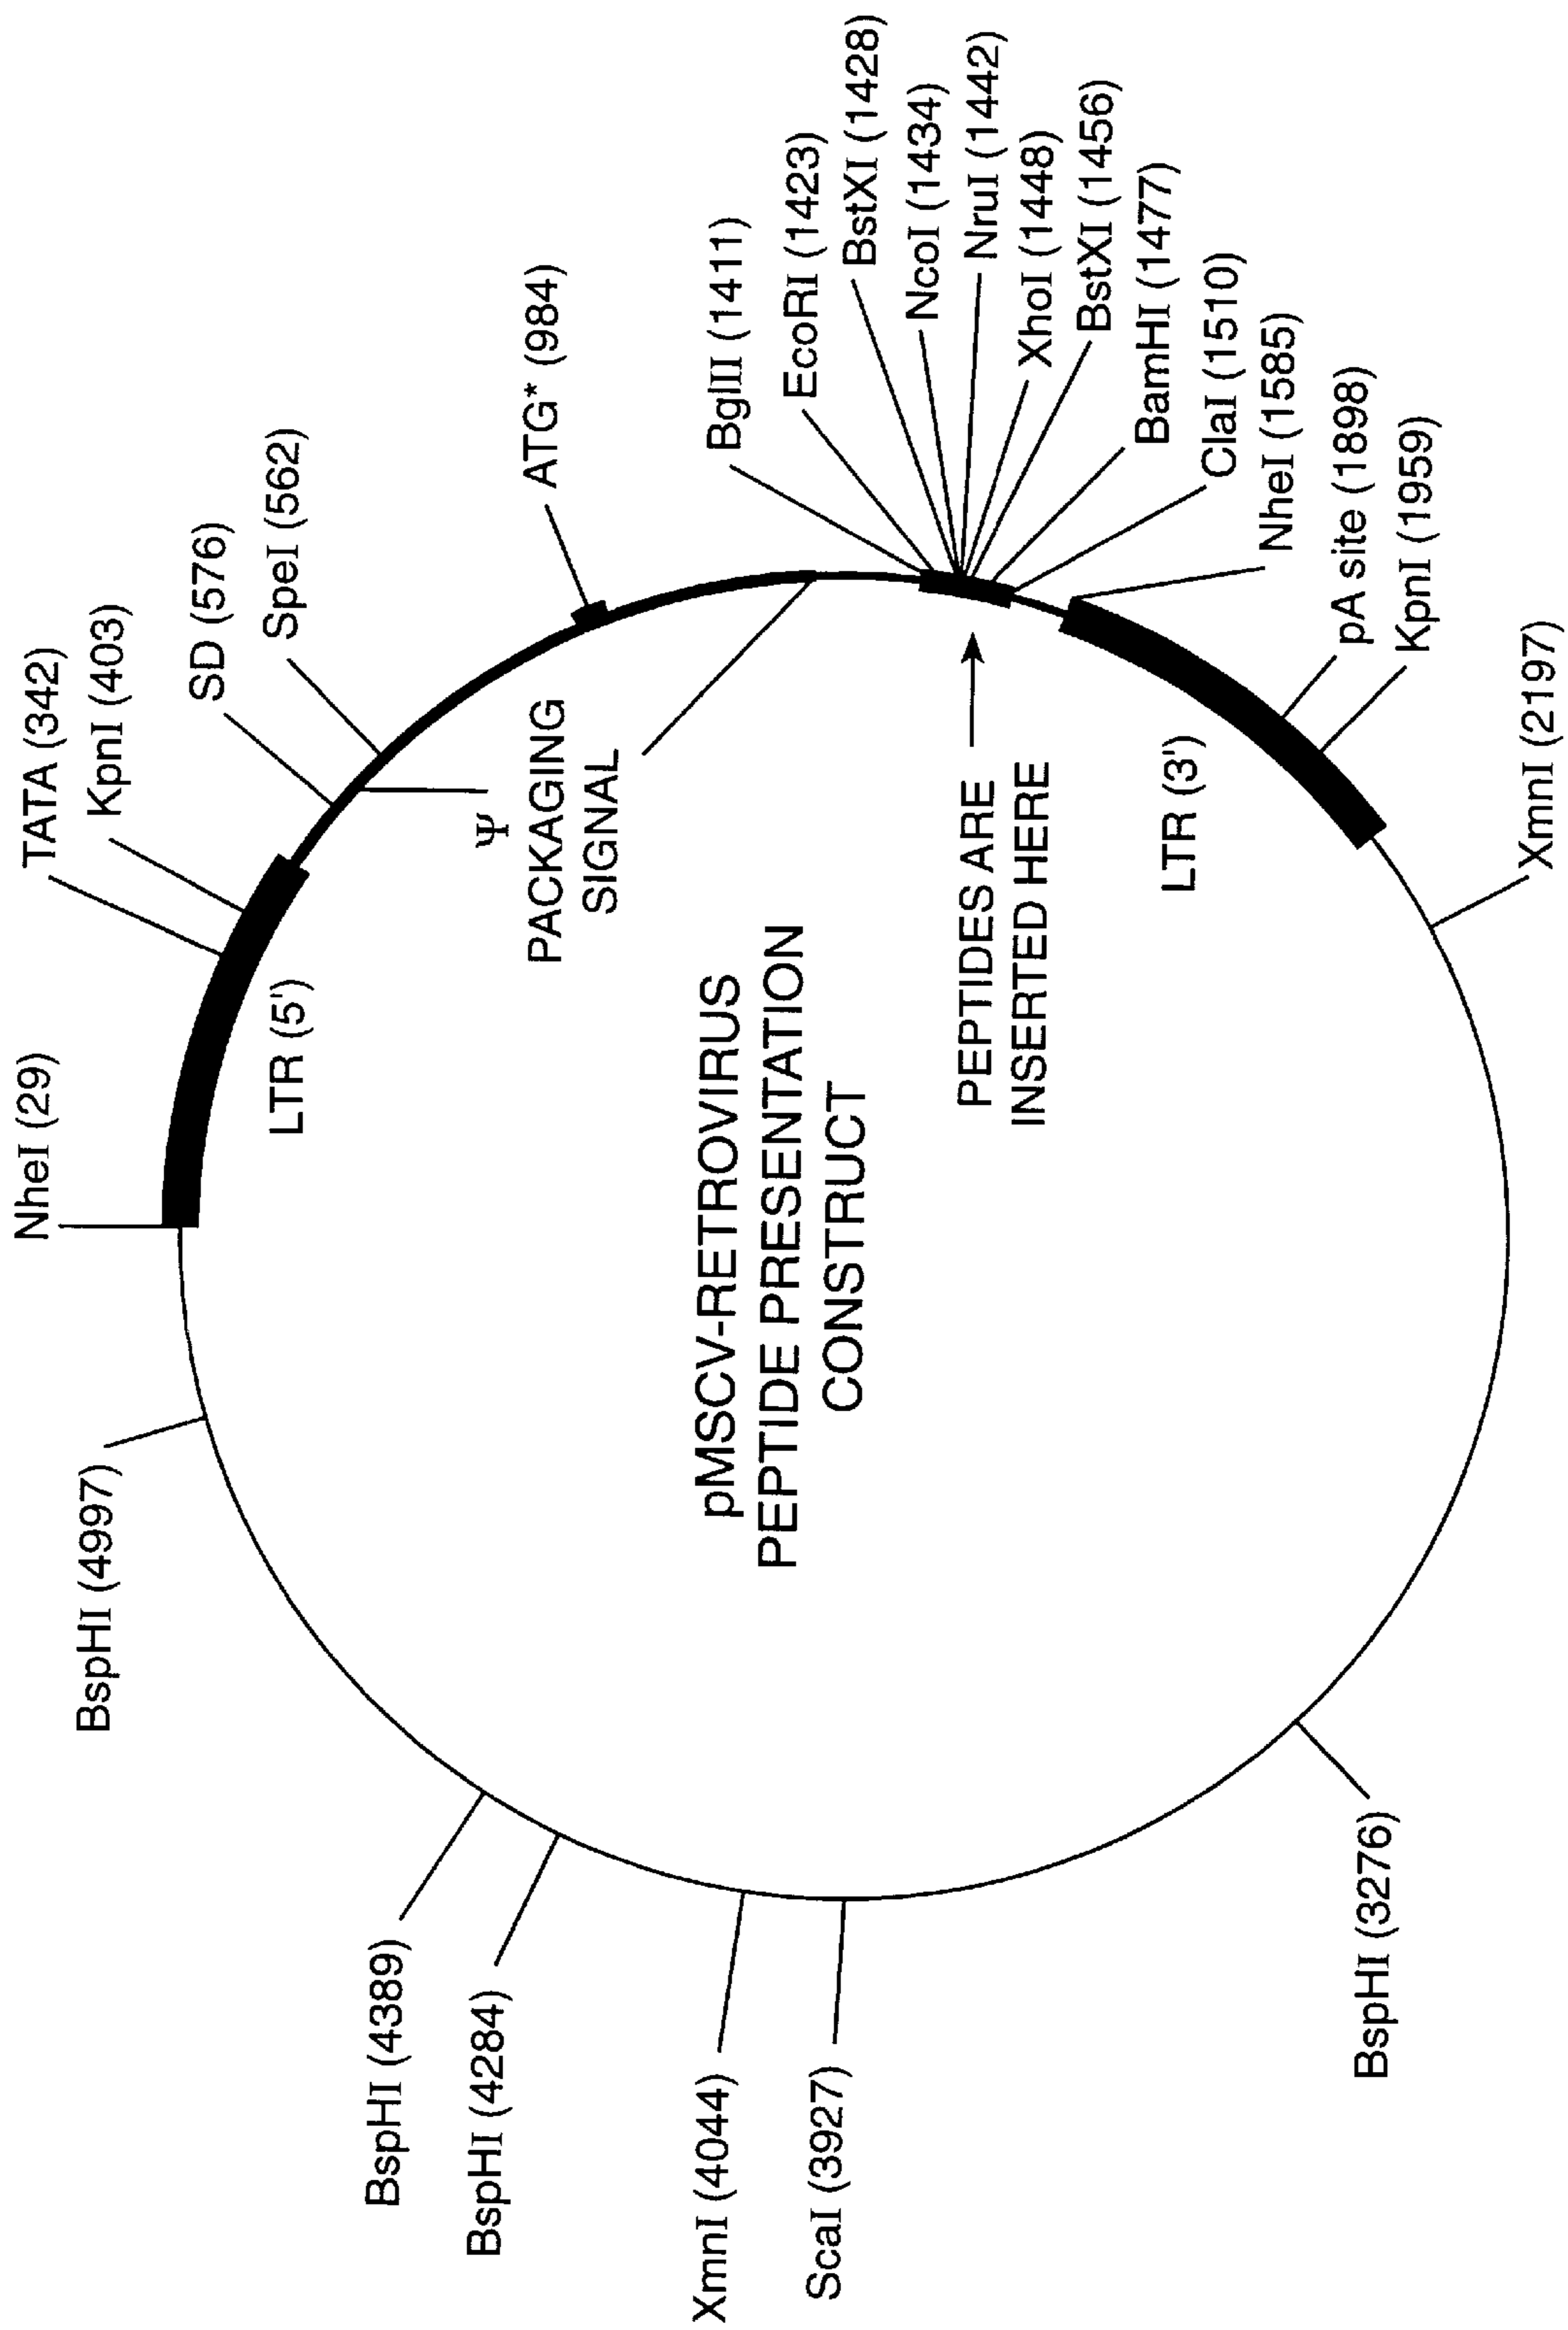 NheI (29)
TATA (342)
KpnI (403)
SD (576)
SpeI (562)
ATG* (984)
BglII (1411)
EcoRI (1423)
BstXI (1428)
NcoI (1434)
NruI (1442)
XhoI (1448)
BstXI (1456)
BamHI (1477)
ClaI (1510)
NheI (1585)
pA site (1898)
KpnI (1959)
XmnI (2197)
BspHI (3276)
ScaI (3927)
XmnI (4044)
BspHI (4284)
BspHI (4389)
BspHI (4997)
LTR (5')
Ψ
PACKAGING
SIGNAL
PEPTIDES ARE
INSERTED HERE
LTR (3')
pMSCV-RETROVIRUS
PEPTIDE PRESENTATION
CONSTRUCT